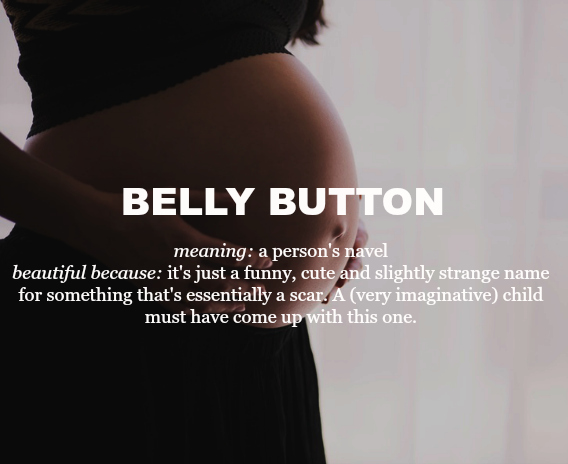 BELLY BUTTON
meaning: a person's navel
beautiful because: it's just a funny, cute and slightly strange name
for something that's essentially a scar. A (very imaginative) child
must have come up with this one.